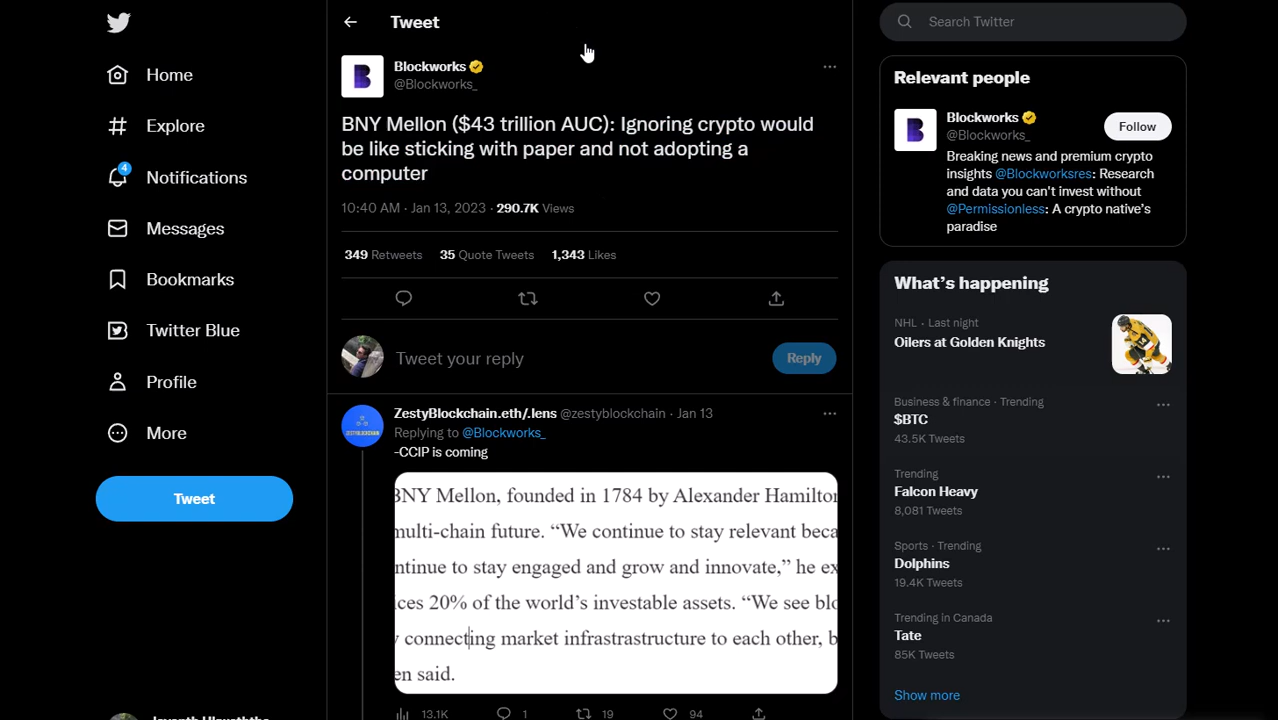 Home
Explore
4
Notifications
Messages
Bookmarks
Twitter Blue
Profile
More
Tweet
Tweet
Blockworks
@Blockworks_
BNY Mellon ($43 trillion AUC): Ignoring crypto would
be like sticking with paper and not adopting a
computer
10:40 AM · Jan 13, 2023 · 290.7K Views
349 Retweets 35 Quote Tweets 1,343 Likes
Tweet your reply
Reply
ZestyBlockchain.eth/.lens @zestyblockchain · Jan 13
Replying to @Blockworks_
-CCIP is coming
BNY Mellon, founded in 1784 by Alexander Hamilton
multi-chain future. “We continue to stay relevant beca
ntinue to stay engaged and grow and innovate,” he ex
ices 20% of the world’s investable assets. “We see blo
y connecting market infrastrastructure to each other, b
en said.
13.1K 1 19 94
Search Twitter
Relevant people
Blockworks
@Blockworks_
Follow
Breaking news and premium crypto
insights @Blockworksres: Research
and data you can't invest without
@Permissionless: A crypto native's
paradise
What's happening
NHL · Last night
Oilers at Golden Knights
Business & finance · Trending
$BTC
43.5K Tweets
Trending
Falcon Heavy
8,081 Tweets
Sports · Trending
Dolphins
19.4K Tweets
Trending in Canada
Tate
85K Tweets
Show more